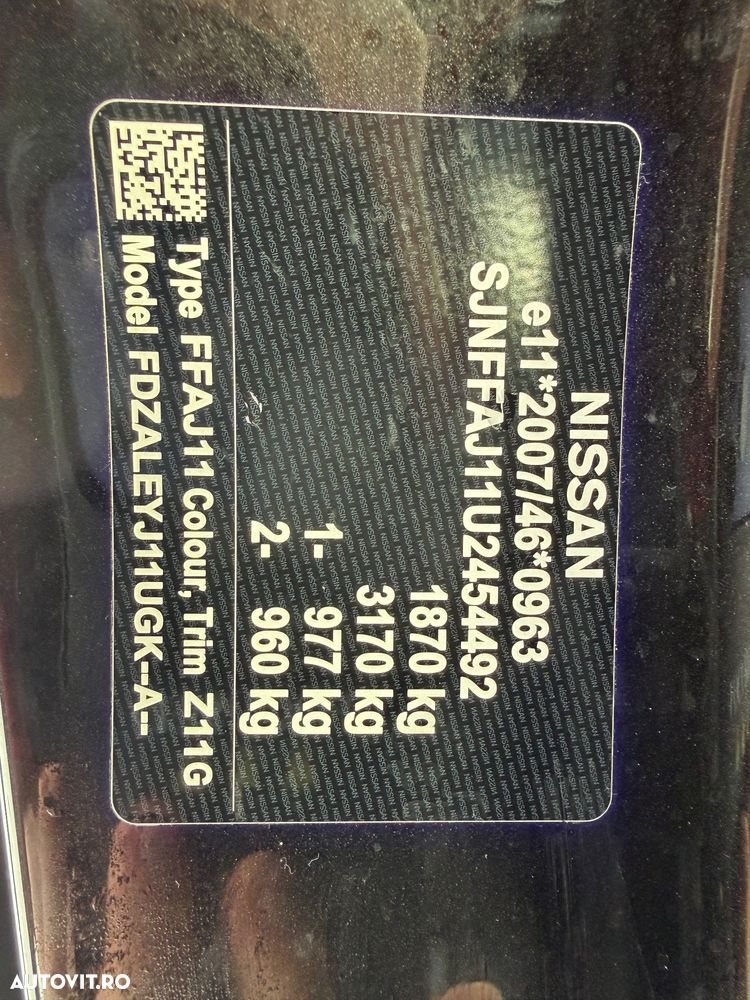 NISSAN
e11*2007/46*0963
SJNFFAJ11U2454492
1870 kg
3170 kg
1- 977 kg
2- 960 kg
Type FFAJ11 Colour, Trim Z11G
Model FDZALEYJ11UGK--A--
AUTOVIT.RO